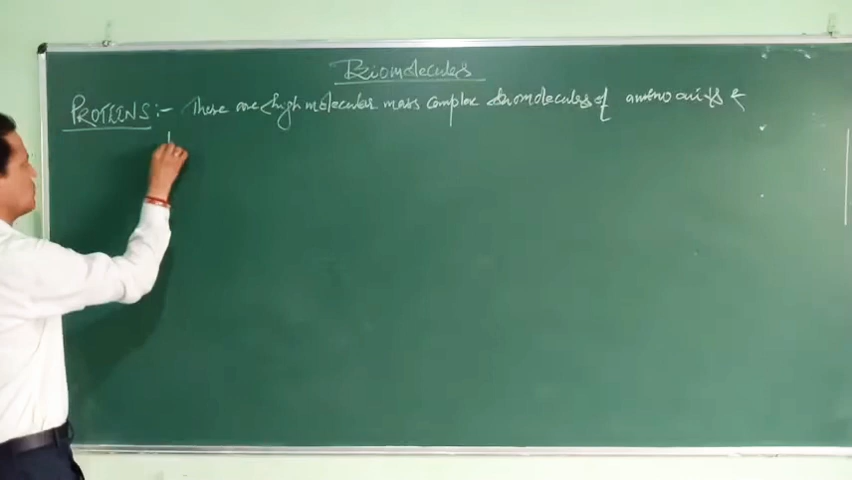 Biomolecules
PROTEINS :- These are high molecular mass complex biomolecules of amino acids